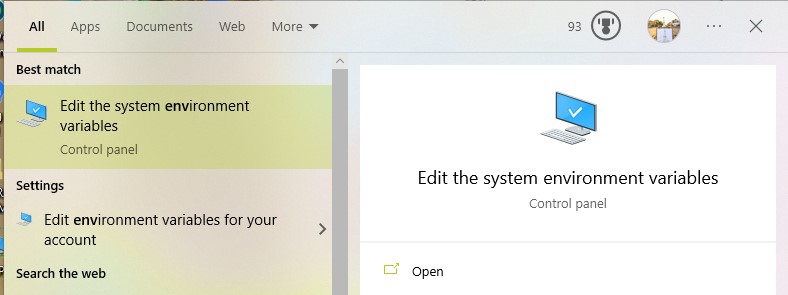 All Apps Documents Web More 93 ...
Best match
Edit the system environment
variables
Control panel
Settings
Edit environment variables for your
account
Search the web
Edit the system environment variables
Control panel
Open